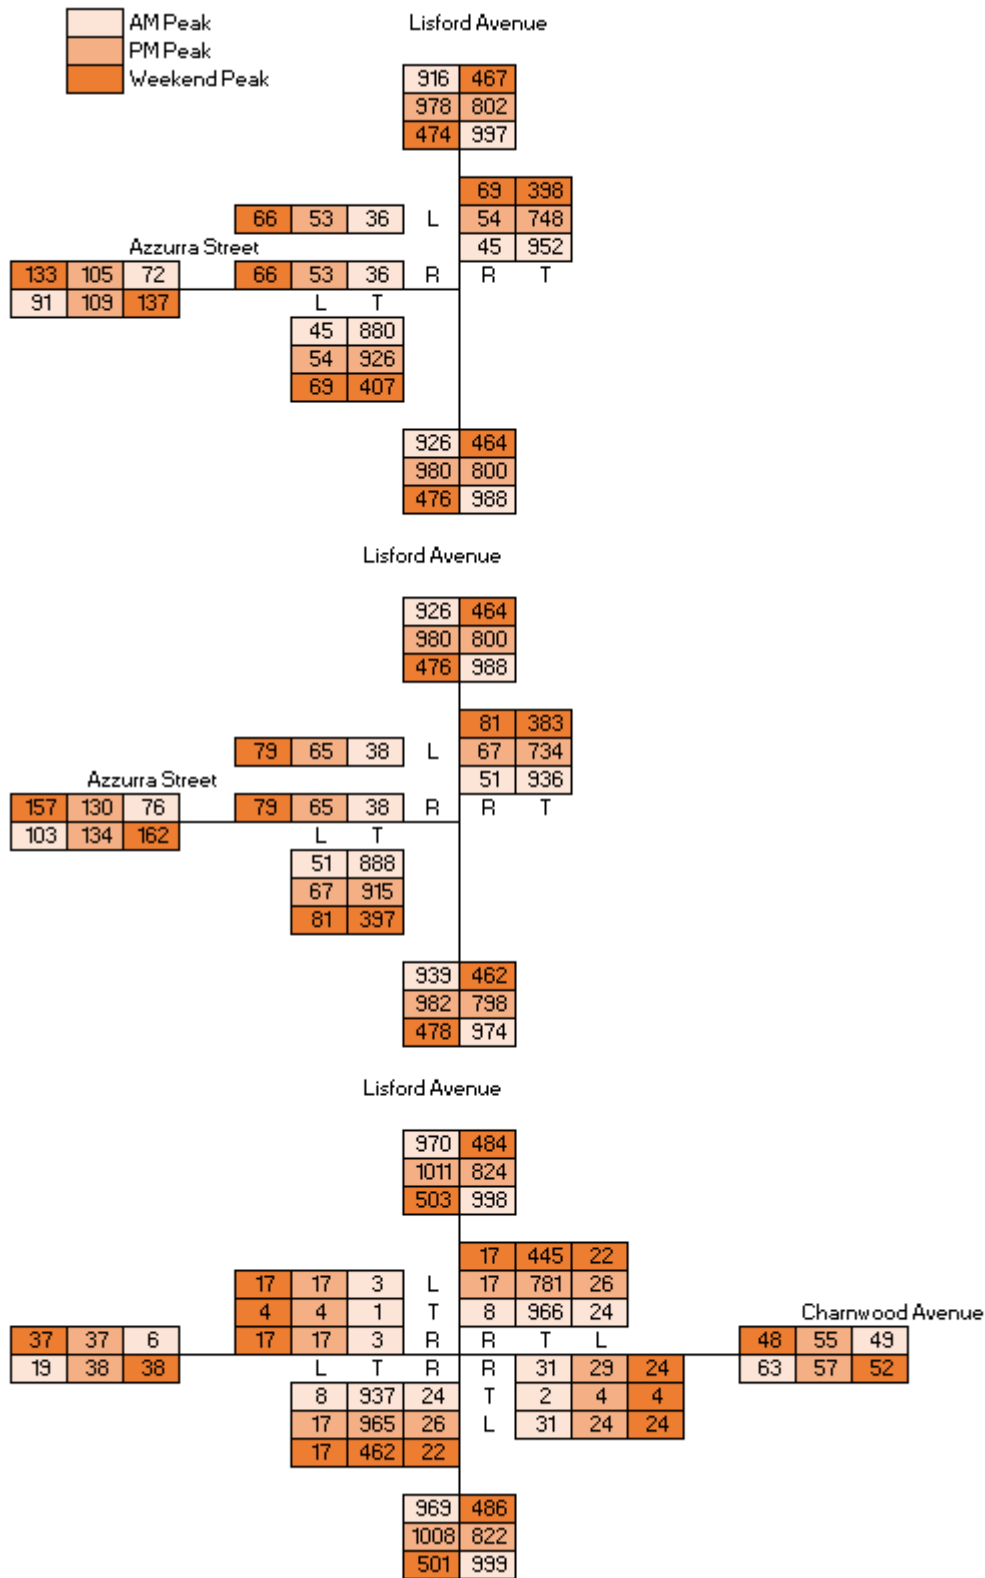 AM Peak
Lisford Avenue
PM Peak
Weekend Peak
916 467
978 802
474 997
69 398
66 53 36 L 54 748
45 952
Azzurra Street
133 105 72 66 53 36 R R T
91 109 137 L T
45 880
54 926
69 407
926 464
980 800
476 988
Lisford Avenue
926 464
980 800
476 988
81 383
79 65 38 L 67 734
51 936
Azzurra Street
157 130 76 79 65 38 R R T
103 134 162 L T
51 888
67 915
81 397
939 462
982 798
478 974
Lisford Avenue
970 484
1011 824
503 998
17 445 22
17 17 3 L 17 781 26
4 4 1 T 8 966 24
Charnwood Avenue
37 37 6 17 17 3 R R T L 48 55 49
19 38 38 L T R R 31 29 24 63 57 52
8 937 24 T 2 4 4
17 965 26 L 31 24 24
17 462 22
969 486
1008 822
501 999